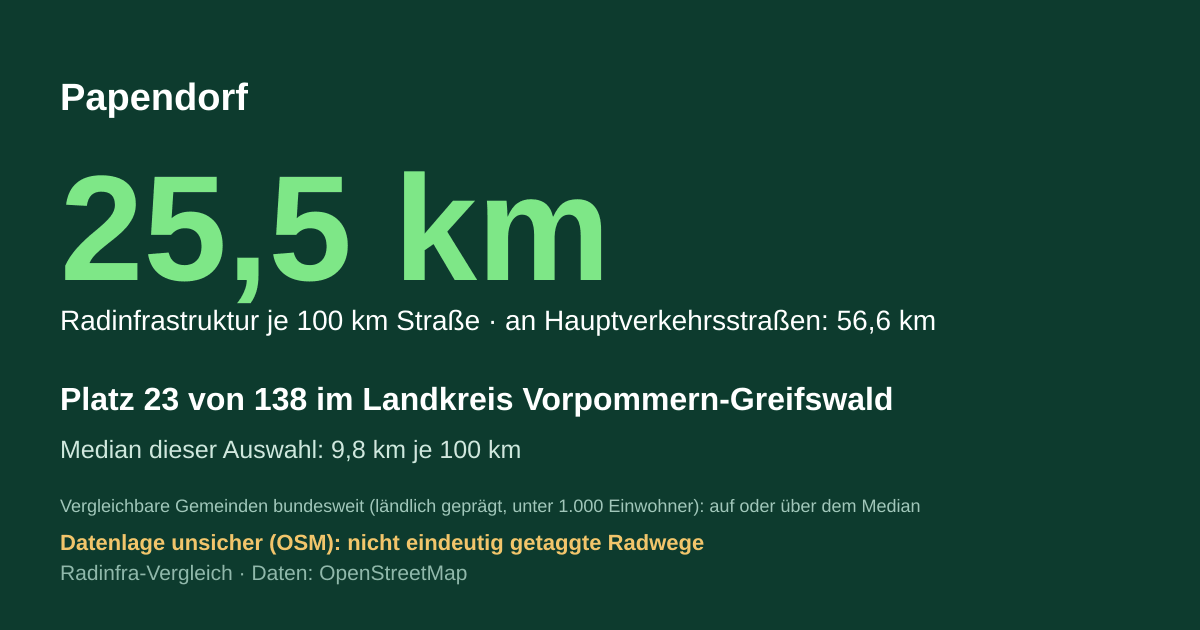 Papendorf
25,5 km
Radinfrastruktur je 100 km Straße · an Hauptverkehrsstraßen: 56,6 km
Platz 23 von 138 im Landkreis Vorpommern-Greifswald
Median dieser Auswahl: 9,8 km je 100 km
Vergleichbare Gemeinden bundesweit (ländlich geprägt, unter 1.000 Einwohner): auf oder über dem Median
Datenlage unsicher (OSM): nicht eindeutig getaggte Radwege
Radinfra-Vergleich · Daten: OpenStreetMap